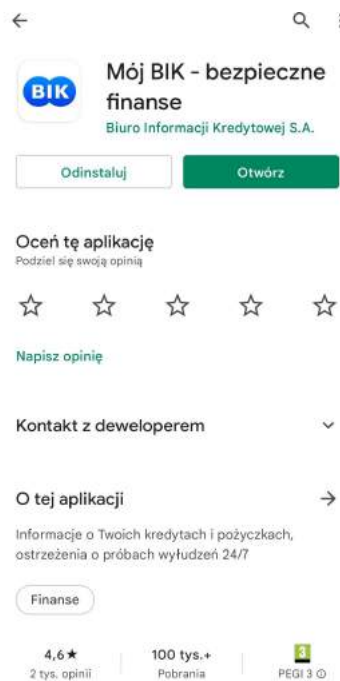 BIK
Mój BIK - bezpieczne
finanse
Biuro Informacji Kredytowej S.A.
Odinstaluj
Otwórz
Oceń tę aplikację
Podziel się swoją opinią
Napisz opinię
Kontakt z deweloperem
O tej aplikacji
Informacje o Twoich kredytach i pożyczkach,
ostrzeżenia o próbach wyłudzeń 24/7
Finanse
4,6★ 100 tys.+ 3
2 tys. opinii Pobrania PEGI 3